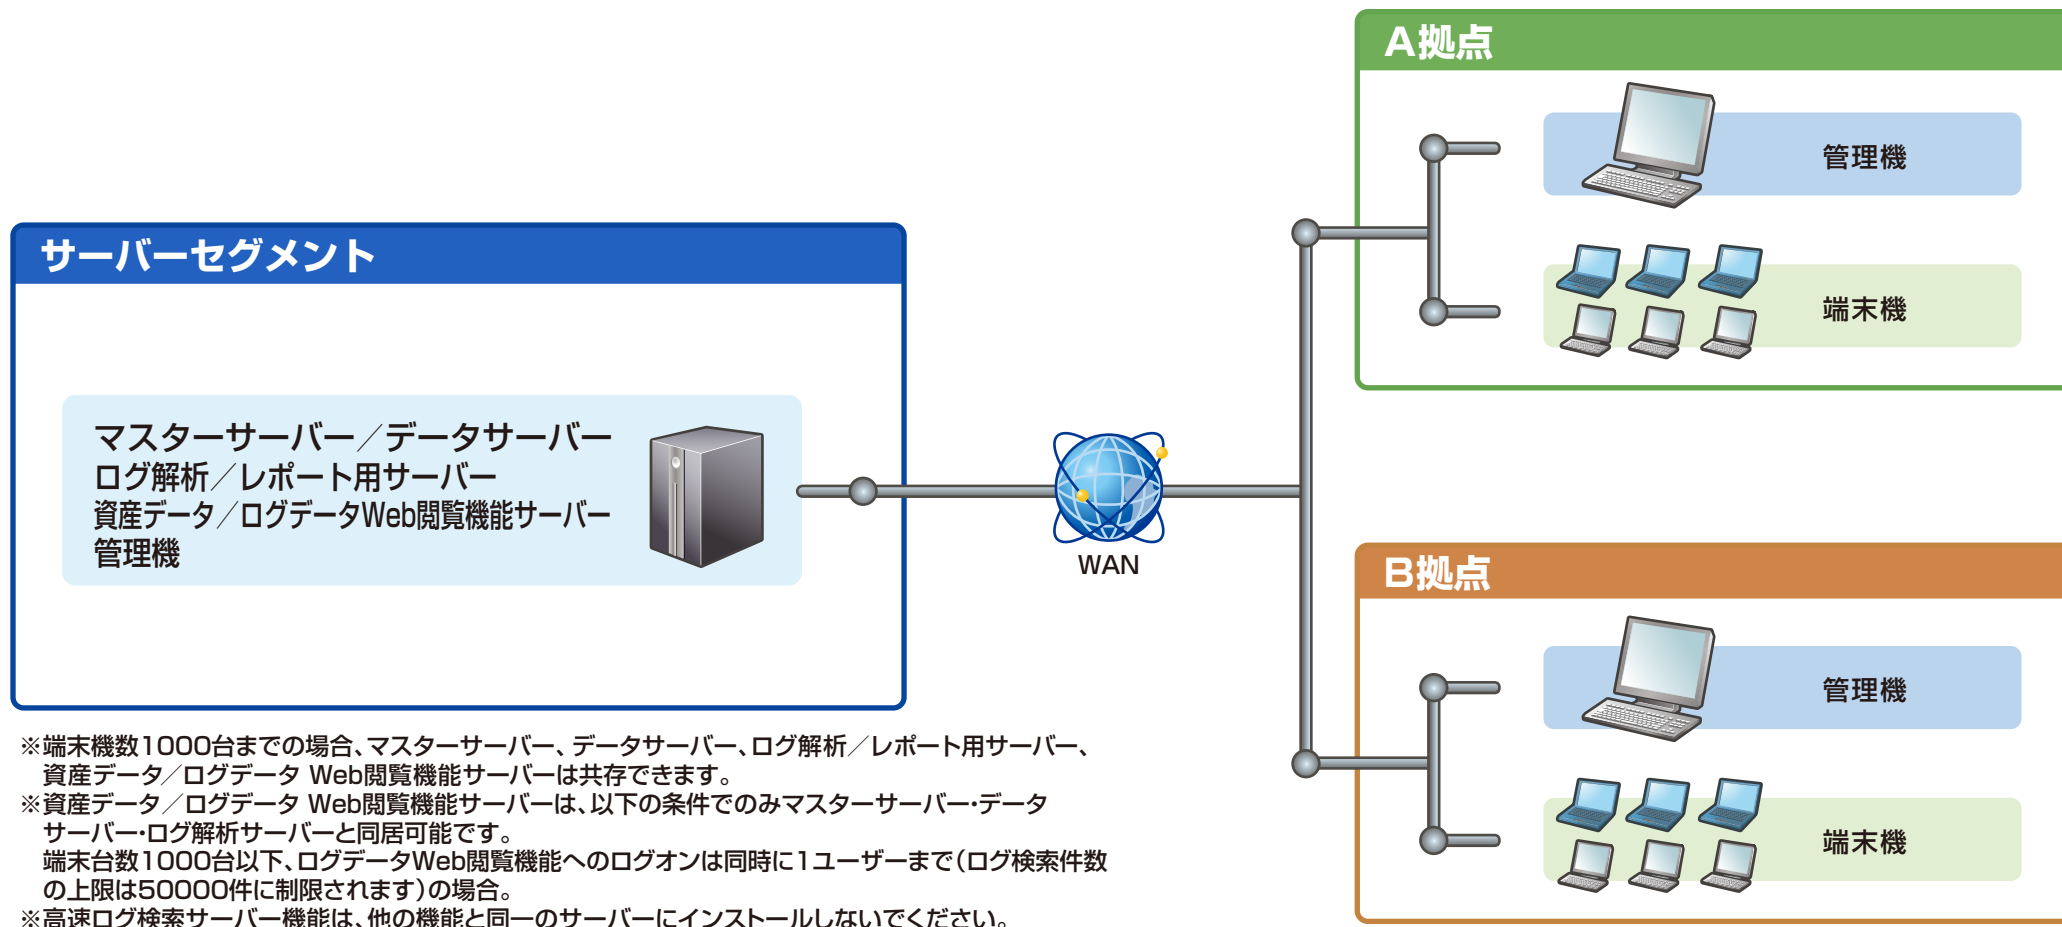 A拠点
管理機
端末機
サーバーセグメント
マスターサーバー／データサーバー
ログ解析／レポート用サーバー
資産データ／ログデータWeb閲覧機能サーバー
管理機
WAN
B拠点
管理機
端末機
※端末機数1000台までの場合、マスターサーバー、データサーバー、ログ解析／レポート用サーバー、
資産データ／ログデータ Web閲覧機能サーバーは共存できます。
※資産データ／ログデータ Web閲覧機能サーバーは、以下の条件でのみマスターサーバー・データ
サーバー・ログ解析サーバーと同居可能です。
端末台数1000台以下、ログデータWeb閲覧機能へのログオンは同時に1ユーザーまで（ログ検索件数
の上限は50000件に制限されます）の場合。
※高速ログ検索サーバー機能は、他の機能と同一のサーバーにインストールしないでください。